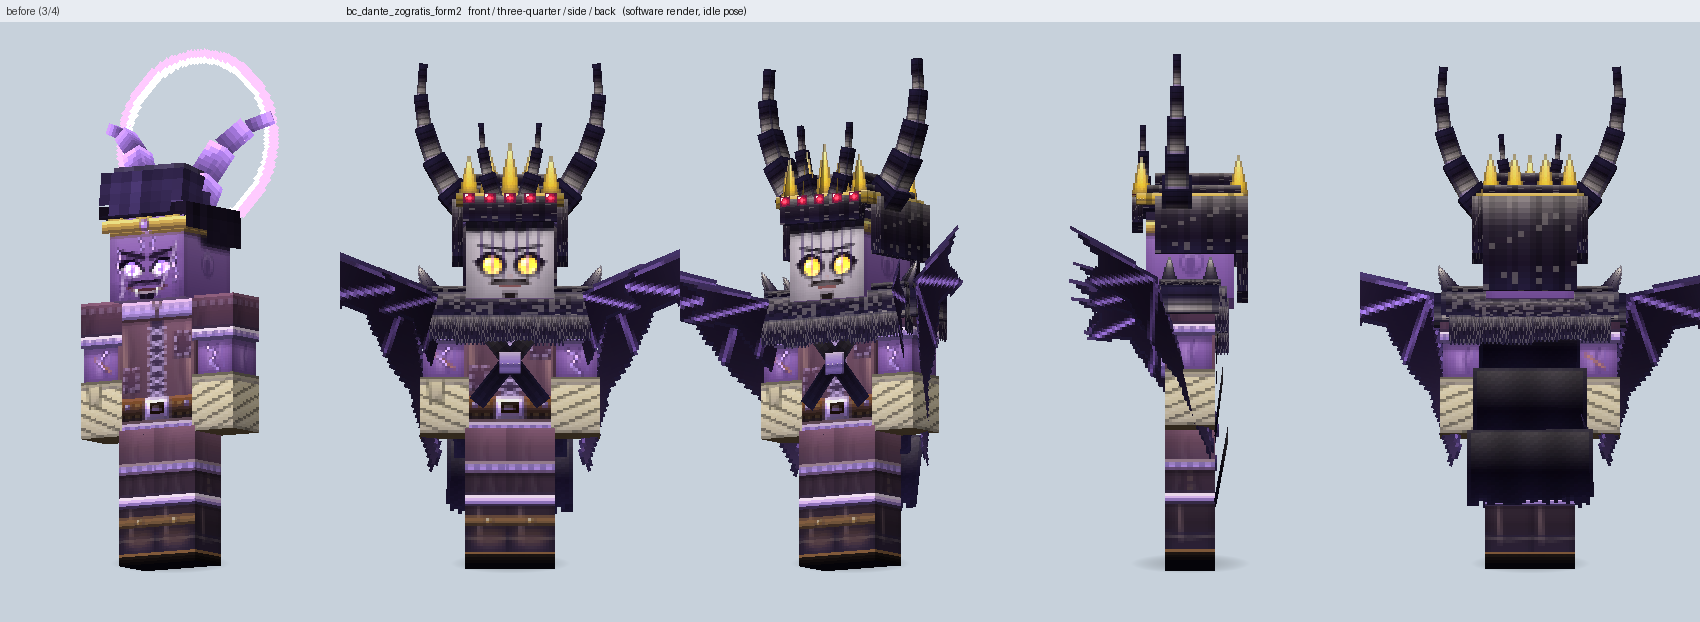 before (3/4)
bc_dante_zogratis_form2 front / three-quarter / side / back (software render, idle pose)